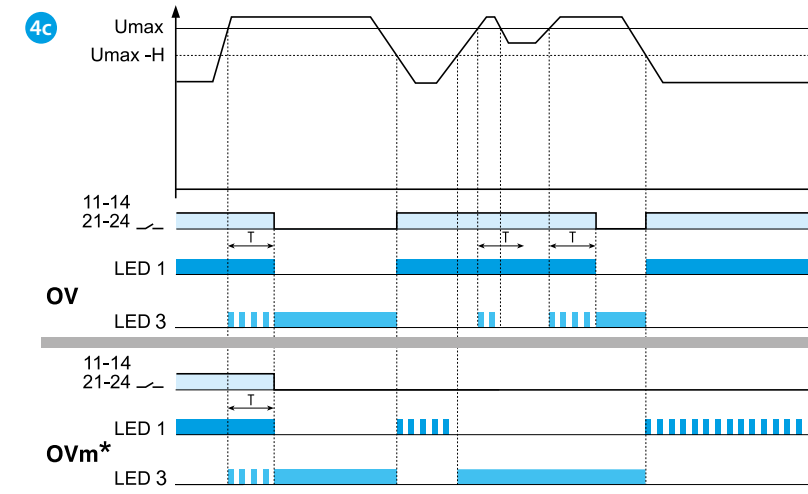 4c
Umax
Umax -H
11-14
21-24
T T T
LED 1
OV
LED 3
11-14
21-24
T
LED 1
OVm*
LED 3